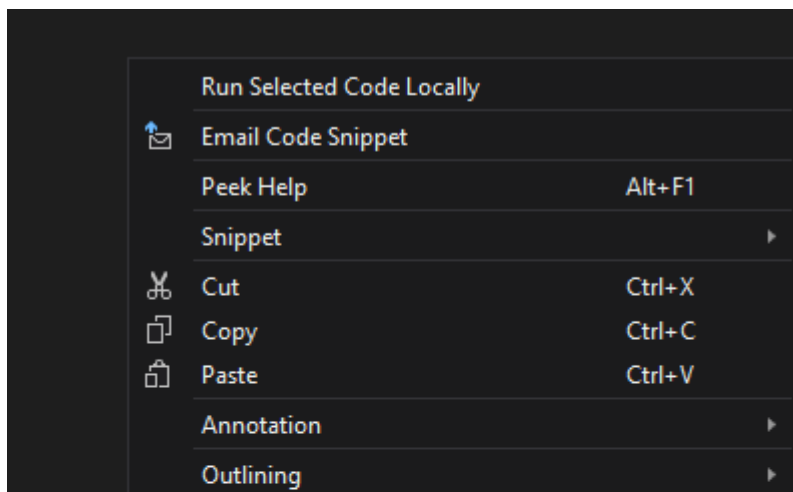 Run Selected Code Locally
Email Code Snippet
Peek Help Alt+F1
Snippet
Cut Ctrl+X
Copy Ctrl+C
Paste Ctrl+V
Annotation
Outlining